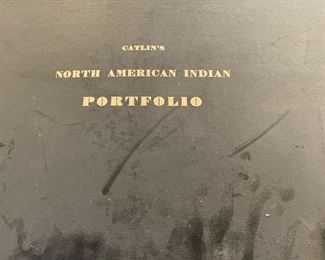 CATLIN'S
NORTH AMERICAN INDIAN
PORTFOLIO